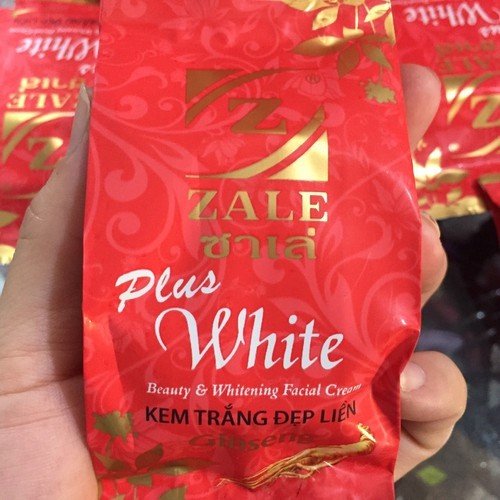 Z
®
ZALE
ซาเล่
Plus
White
Beauty & Whitening Facial Cream
KEM TRẮNG ĐẸP LIỀN
Ginseng